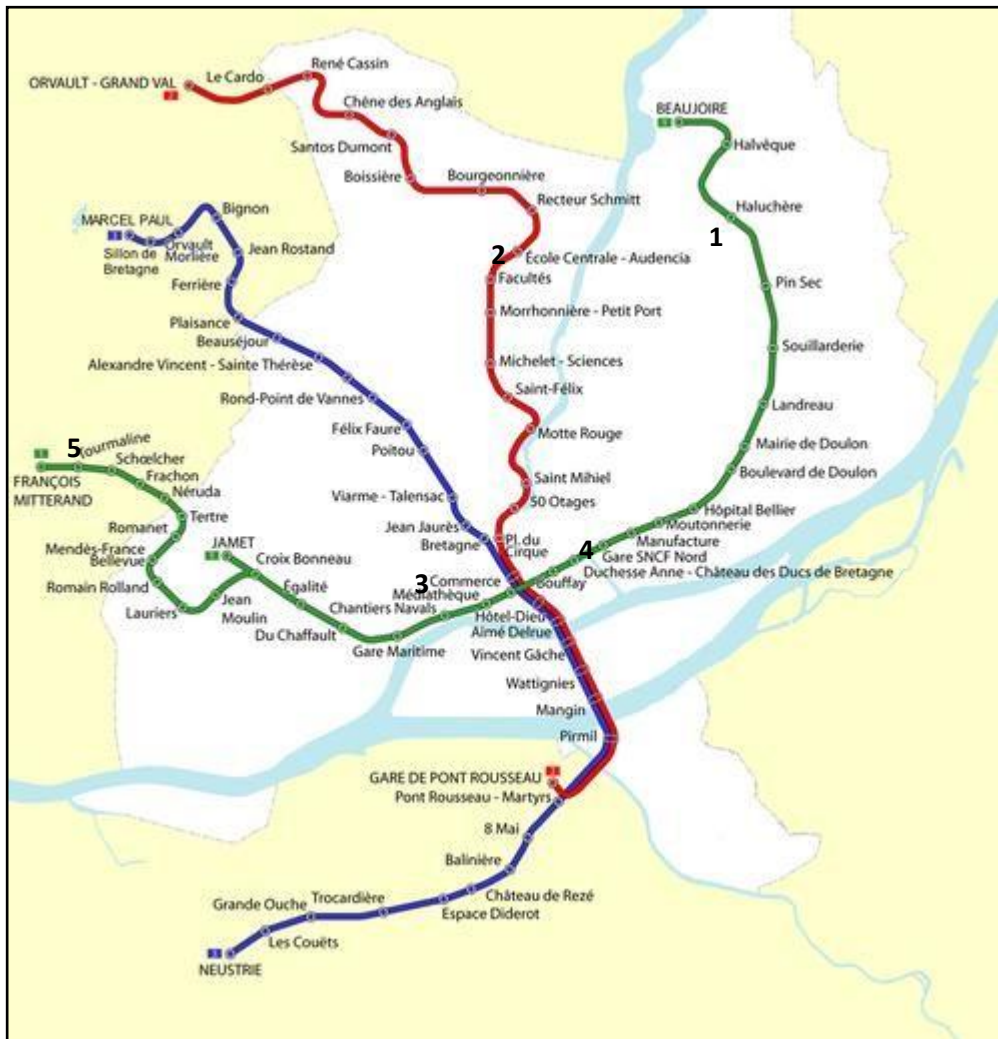 René Cassin
Le Cardo
ORVAULT - GRAND VAL
2
Chêne des Anglais
BEAUJOIRE
1
Santos Dumont
Halvêque
Boissière
Bourgeonnière
Recteur Schmitt
Haluchère
1
MARCEL PAUL
3
Bignon
Orvault
Morlière
Sillon de
Bretagne
Jean Rostand
2
École Centrale - Audencia
Facultés
Pin Sec
Ferrière
Morrhonnière - Petit Port
Plaisance
Beauséjour
Souillarderie
Alexandre Vincent - Sainte Thérèse
Michelet - Sciences
Saint-Félix
Rond-Point de Vannes
Landreau
Félix Faure
Motte Rouge
Poitou
Mairie de Doulon
Boulevard de Doulon
5
Tourmaline
1
FRANÇOIS
MITTERAND
Schœlcher
Frachon
Néruda
Tertre
Saint Mihiel
Viarme - Talensac
50 Otages
Hôpital Bellier
Moutonnerie
Manufacture
Romanet
Jean Jaurès
Bretagne
Pl. du
Cirque
4
Gare SNCF Nord
Mendès-France
Bellevue
JAMET
1
Croix Bonneau
Duchesse Anne - Château des Ducs de Bretagne
Bouffay
Commerce
3
Médiathèque
Romain Rolland
Égalité
Chantiers Navals
Lauriers
Jean
Moulin
Hôtel-Dieu
Aimé Delrue
Du Chaffault
Gare Maritime
Vincent Gâche
Wattignies
Mangin
Pirmil
2
GARE DE PONT ROUSSEAU
Pont Rousseau - Martyrs
8 Mai
Balinière
Château de Rezé
Espace Diderot
Trocardière
Grande Ouche
Les Couëts
3
NEUSTRIE